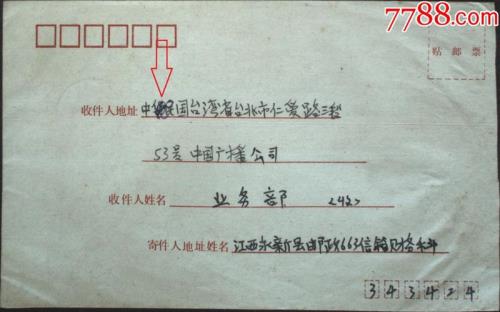 7788.com
贴邮票
收件人地址 中国台湾省台北市仁爱路三段
53号 中国广播公司
收件人姓名 业务部 <42>
寄件人地址姓名 江西永新县邮政663信箱
343424